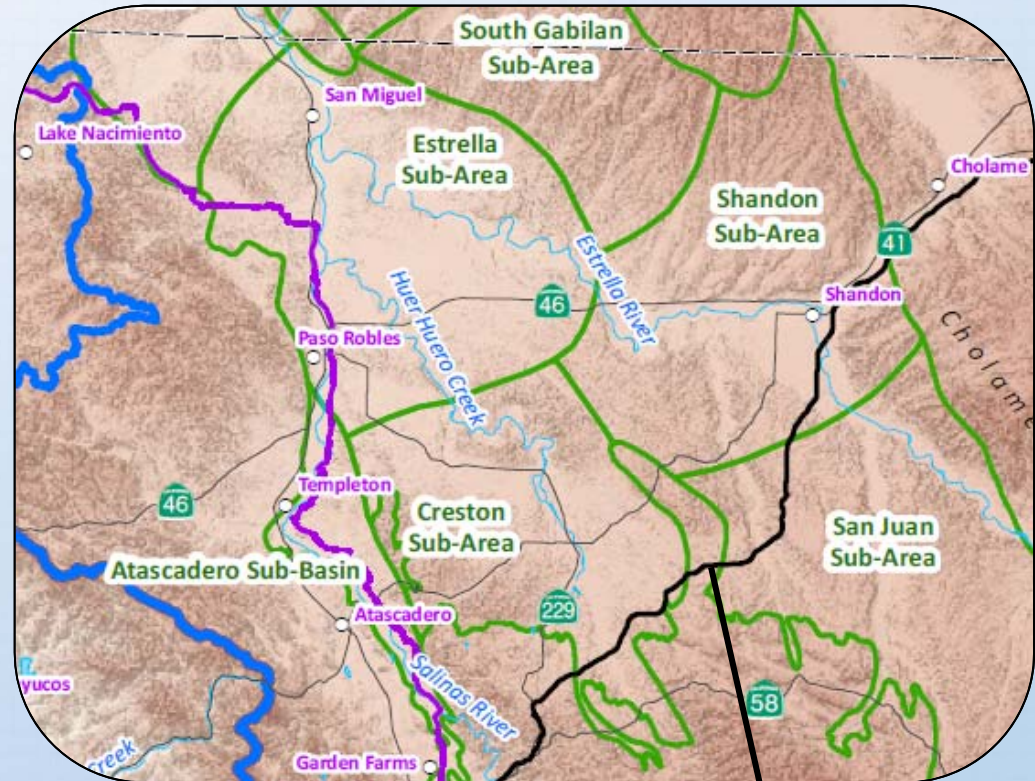 South Gabilan
Sub-Area
San Miguel
Lake Nacimiento
Estrella
Sub-Area
Cholame
Shandon
Sub-Area
41
Estrella River
Huer Huero Creek
46
Shandon
Cholame
Paso Robles
Templeton
46
Creston
Sub-Area
San Juan
Sub-Area
Atascadero Sub-Basin
229
Atascadero
Salinas River
yucos
58
Creek
Garden Farms